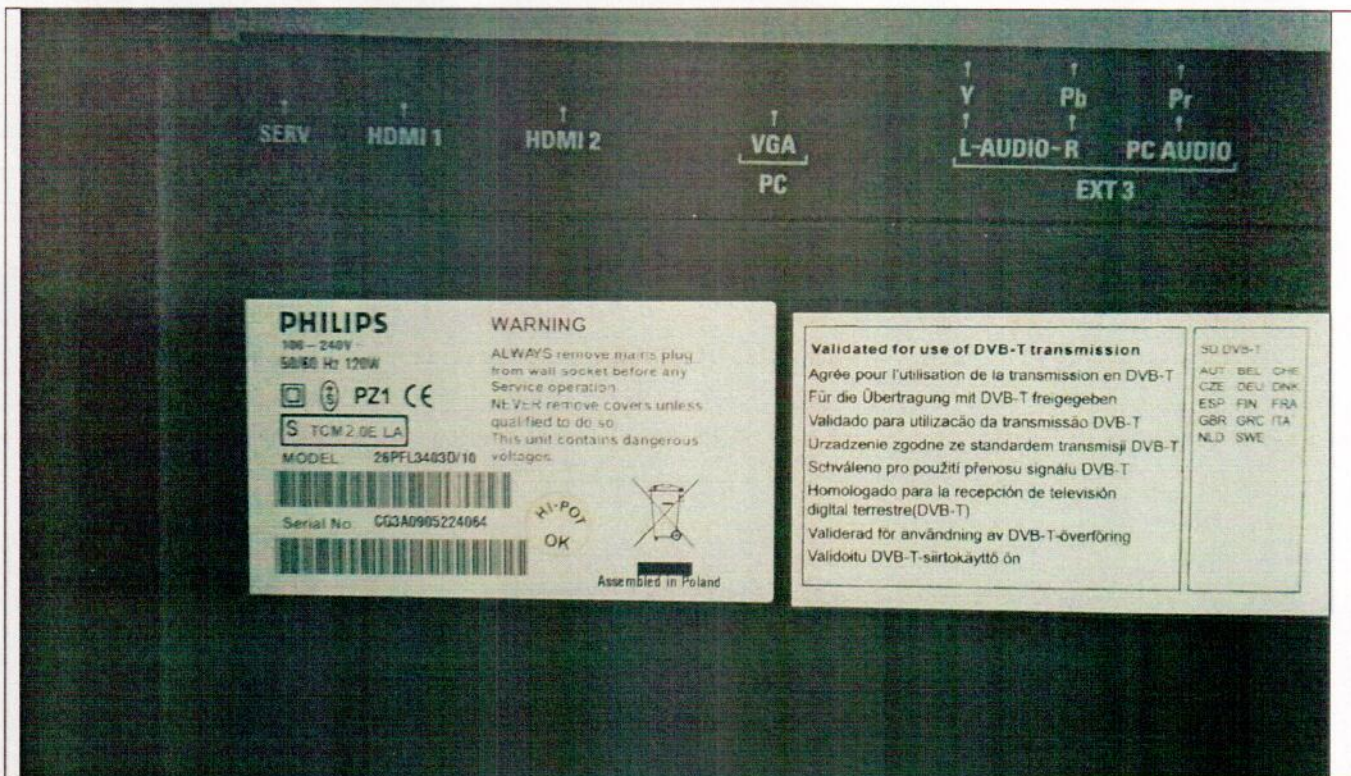 Y Pb Pr
SERV HDMI 1 HDMI 2 VGA L-AUDIO-R PC AUDIO
PC EXT 3
PHILIPS
100 - 240V~
50/60 Hz 120W
PZ1 CE
S TCM2.0E LA
MODEL 26PFL3403D/10
Serial No. CG3A0905224064
WARNING
ALWAYS remove mains plug
from wall socket before any
Service operation.
NEVER remove covers unless
qualified to do so.
This unit contains dangerous
voltages.
HI-POT
OK
Assembled in Poland
Validated for use of DVB-T transmission
Agrée pour l'utilisation de la transmission en DVB-T
Für die Übertragung mit DVB-T freigegeben
Validado para utilizacão da transmissão DVB-T
Urzadzenie zgodne ze standardem transmisji DVB-T
Schváleno pro použití přenosu signálu DVB-T
Homologado para la recepción de televisión
digital terrestre(DVB-T)
Validerad för användning av DVB-T-överföring
Validoitu DVB-T-siirtokäyttö ön
SD DVB-T
AUT BEL CHE
CZE DEU DNK
ESP FIN FRA
GBR GRC ITA
NLD SWE